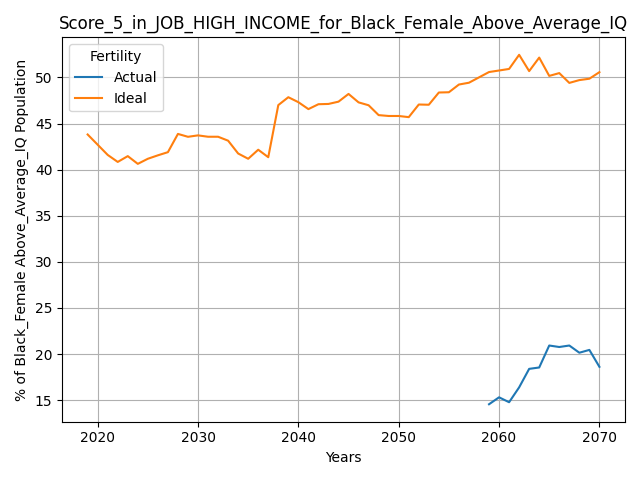 Score_5_in_JOB_HIGH_INCOME_for_Black_Female_Above_Average_IQ
Fertility
Actual
Ideal
% of Black_Female Above_Average_IQ Population
50
45
40
35
30
25
20
15
2020 2030 2040 2050 2060 2070
Years